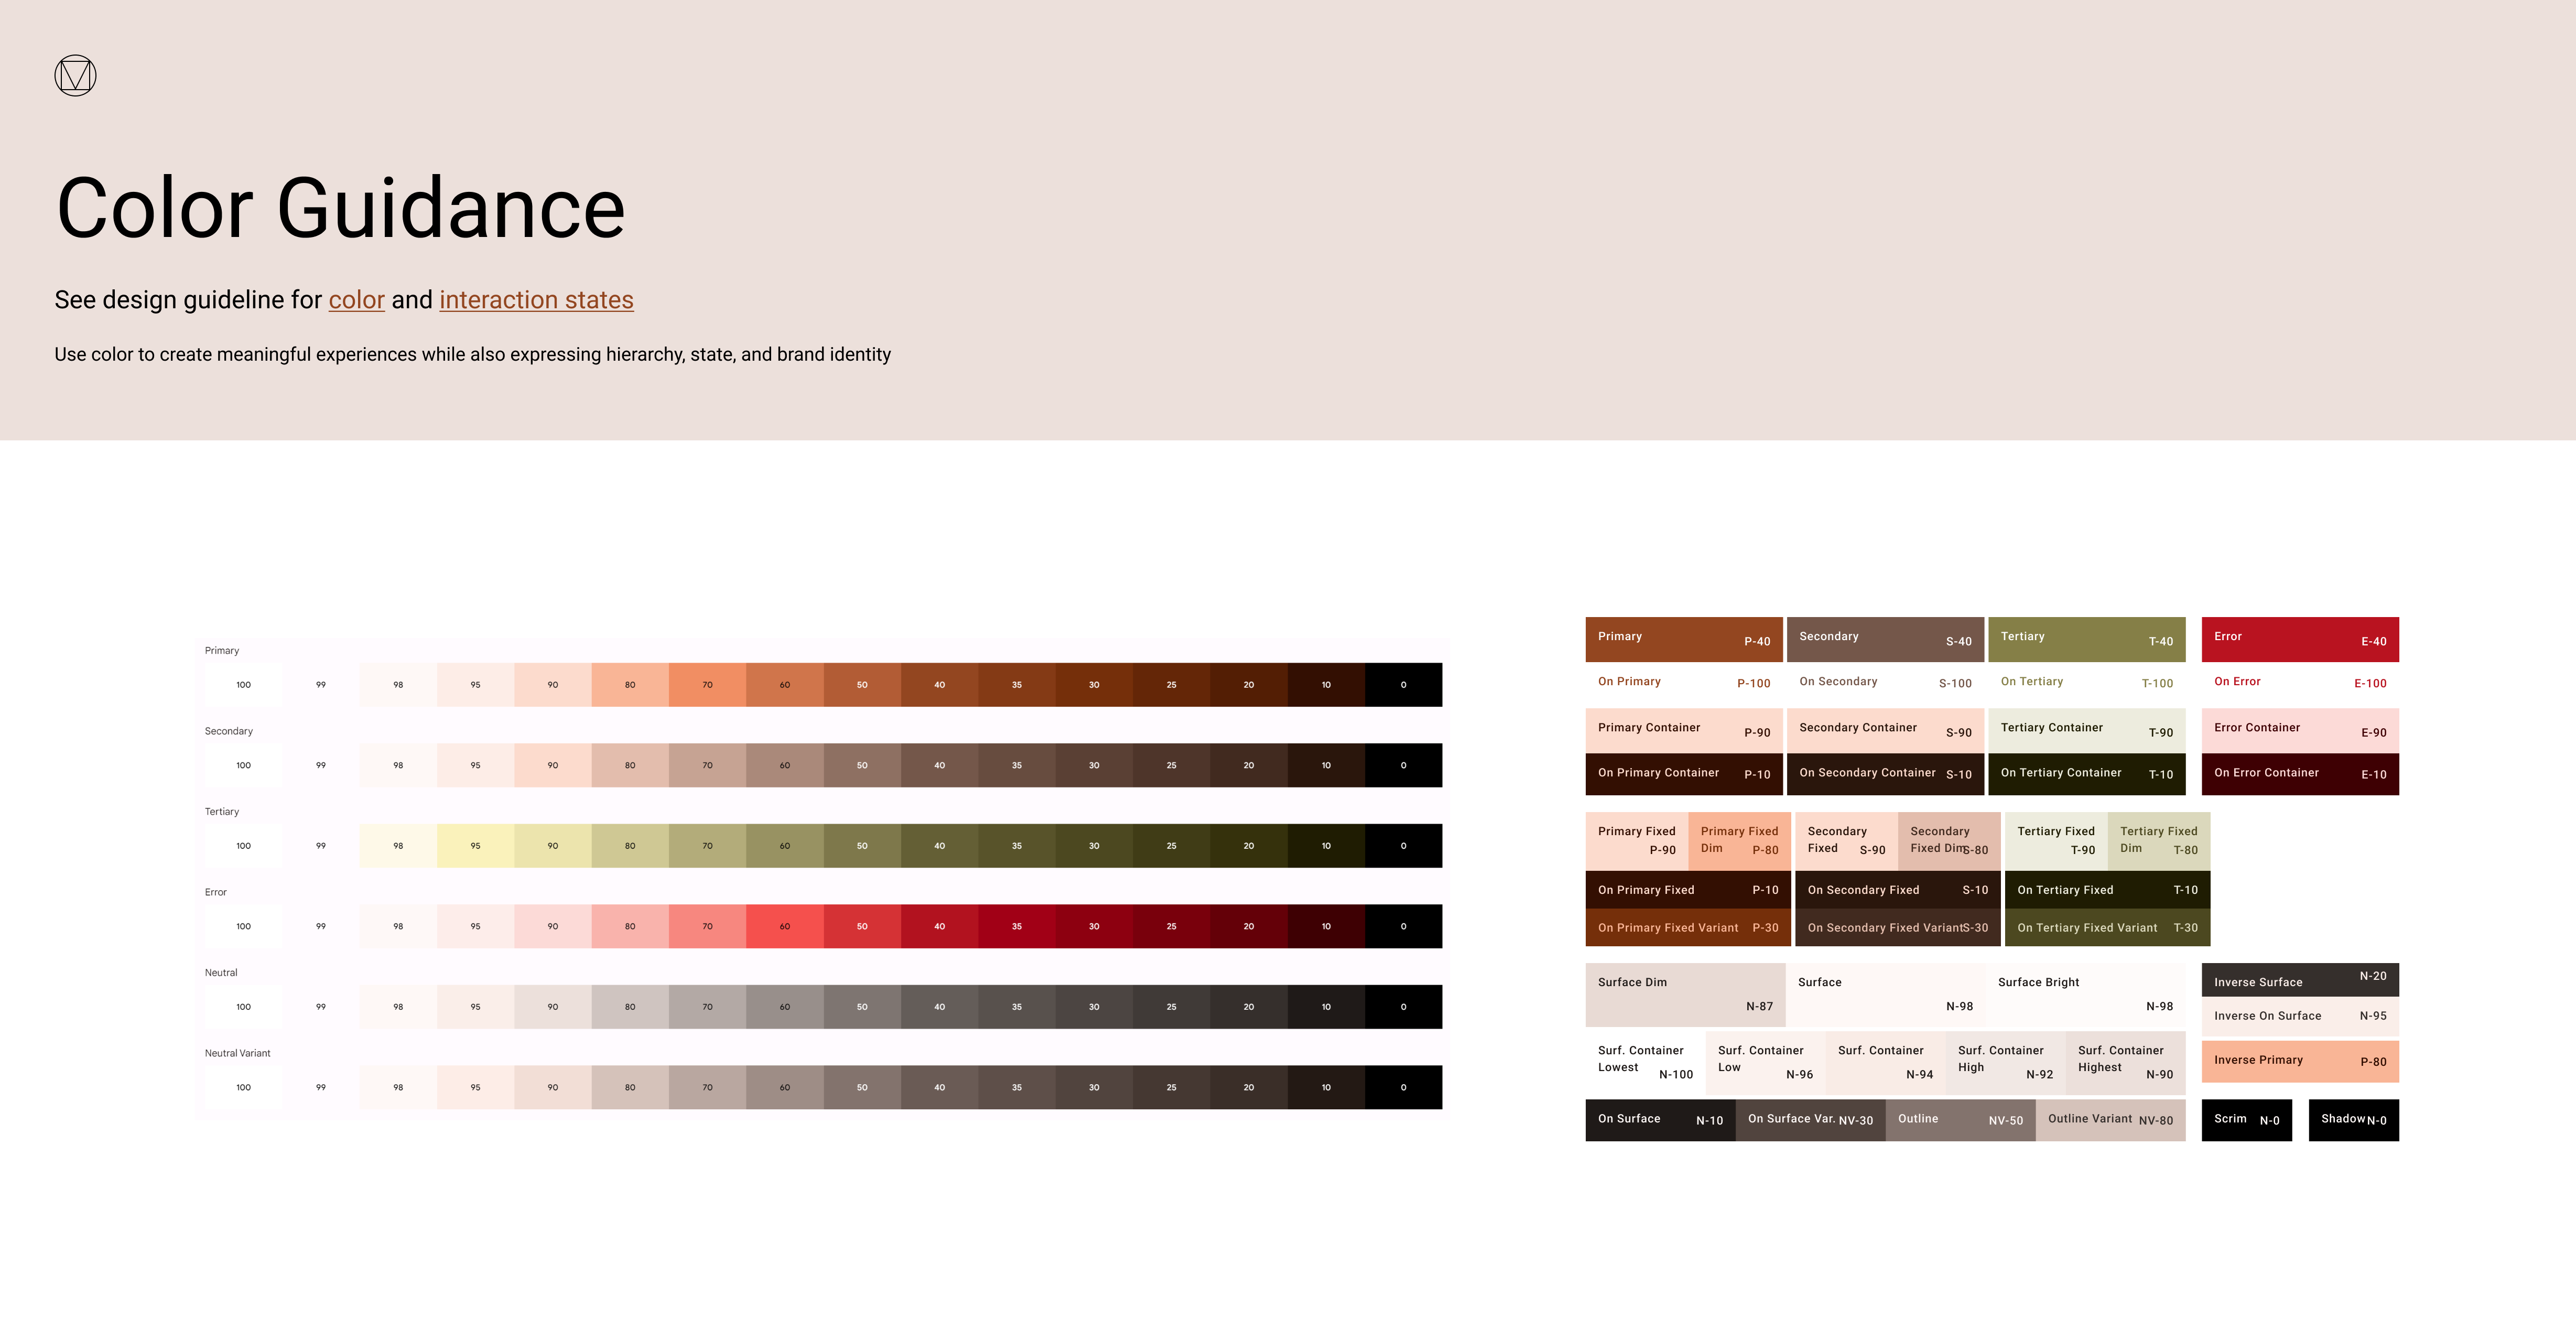 Color Guidance
See design guideline for color and interaction states
Use color to create meaningful experiences while also expressing hierarchy, state, and brand identity
Primary
100 99 98 95 90 80 70 60 50 40 35 30 25 20 10 0
Secondary
100 99 98 95 90 80 70 60 50 40 35 30 25 20 10 0
Tertiary
100 99 98 95 90 80 70 60 50 40 35 30 25 20 10 0
Error
100 99 98 95 90 80 70 60 50 40 35 30 25 20 10 0
Neutral
100 99 98 95 90 80 70 60 50 40 35 30 25 20 10 0
Neutral Variant
100 99 98 95 90 80 70 60 50 40 35 30 25 20 10 0
Primary P-40 Secondary S-40 Tertiary T-40 Error E-40
On Primary P-100 On Secondary S-100 On Tertiary T-100 On Error E-100
Primary Container P-90 Secondary Container S-90 Tertiary Container T-90 Error Container E-90
On Primary Container P-10 On Secondary Container S-10 On Tertiary Container T-10 On Error Container E-10
Primary Fixed Primary Fixed Secondary Secondary Tertiary Fixed Tertiary Fixed
P-90 Dim P-80 Fixed S-90 Fixed Dim S-80 T-90 Dim T-80
On Primary Fixed P-10 On Secondary Fixed S-10 On Tertiary Fixed T-10
On Primary Fixed Variant P-30 On Secondary Fixed Variant S-30 On Tertiary Fixed Variant T-30
Surface Dim Surface Surface Bright
N-87 N-98 N-98
Inverse Surface N-20
Inverse On Surface N-95
Surf. Container Surf. Container Surf. Container Surf. Container Surf. Container
Lowest N-100 Low N-96 N-94 High N-92 Highest N-90
Inverse Primary P-80
On Surface N-10 On Surface Var. NV-30 Outline NV-50 Outline Variant NV-80 Scrim N-0 Shadow N-0